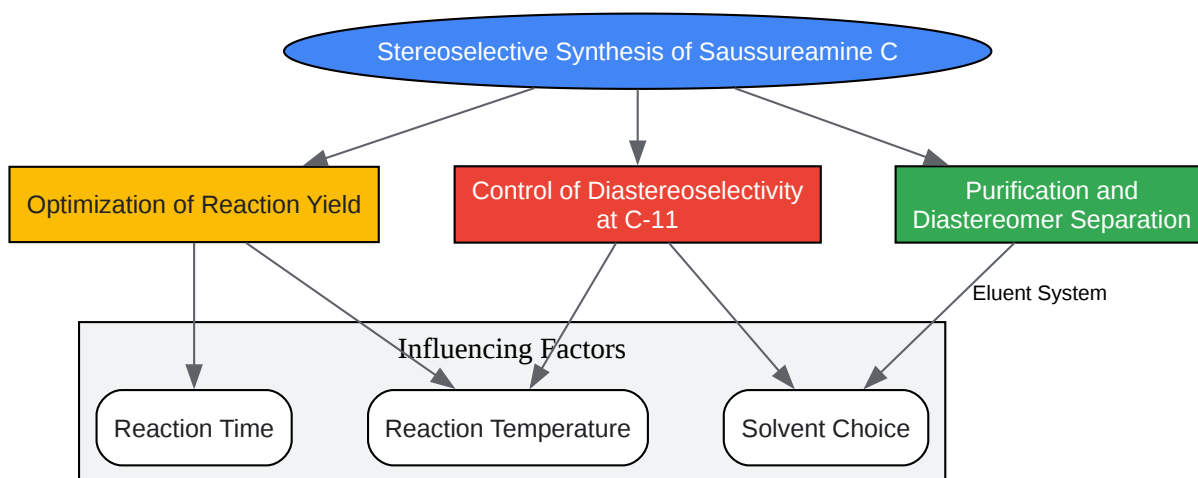 Stereoselective Synthesis of Saussureamine C
Optimization of Reaction Yield
Control of Diastereoselectivity
at C-11
Purification and
Diastereomer Separation
Eluent System
Influencing Factors
Reaction Time
Reaction Temperature
Solvent Choice